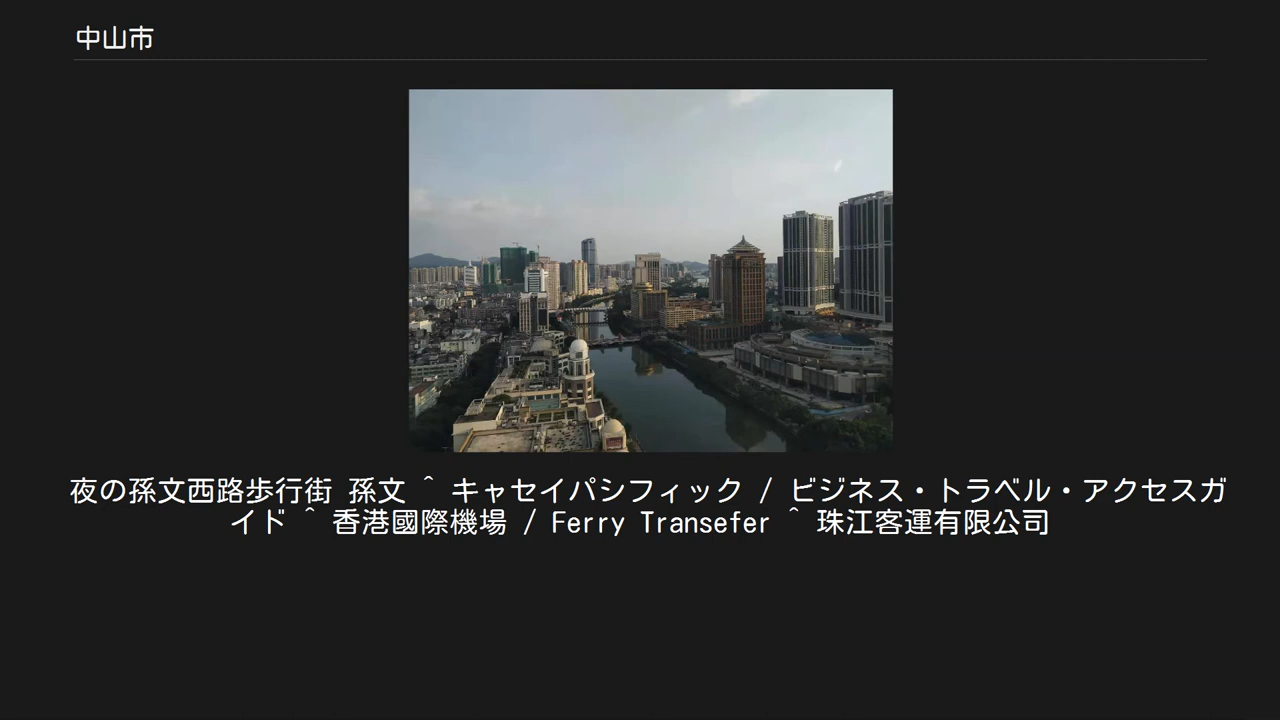 中山市
夜の孫文西路歩行街 孫文 ^ キャセイパシフィック / ビジネス・トラベル・アクセスガ
イド ^ 香港國際機場 / Ferry Transefer ^ 珠江客運有限公司